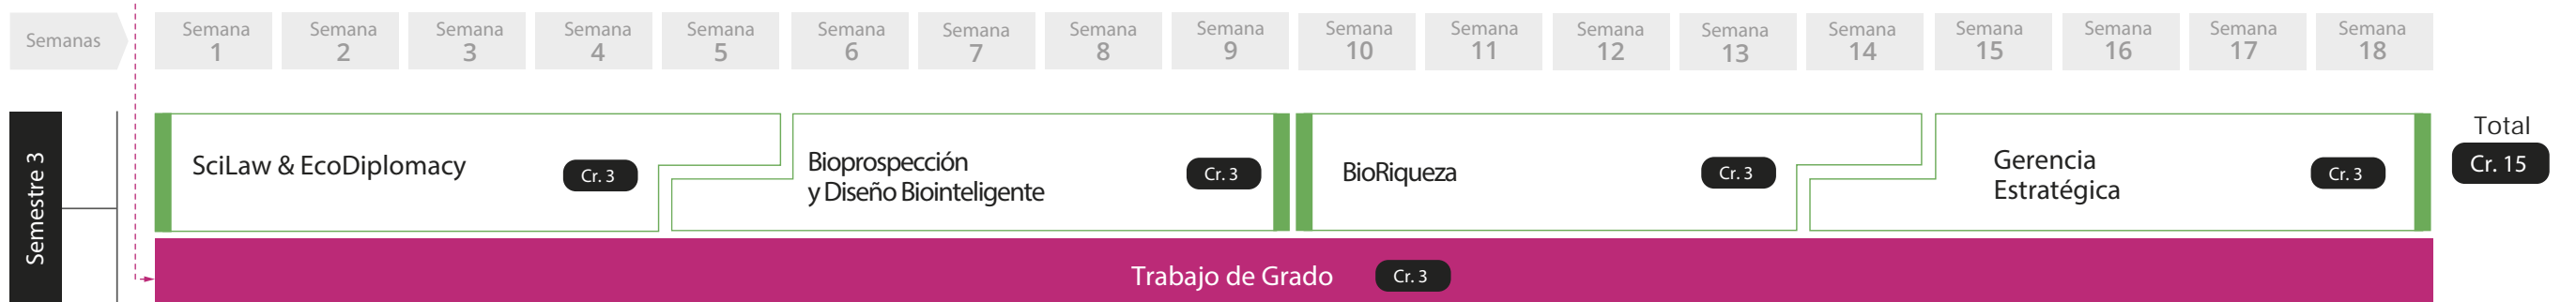 Semanas
Semana
1
Semana
2
Semana
3
Semana
4
Semana
5
Semana
6
Semana
7
Semana
8
Semana
9
Semana
10
Semana
11
Semana
12
Semana
13
Semana
14
Semana
15
Semana
16
Semana
17
Semana
18
Semestre 3
SciLaw & EcoDiplomacy
Cr. 3
Bioprospección
y Diseño Biointeligente
Cr. 3
BioRiqueza
Cr. 3
Gerencia
Estratégica
Cr. 3
Total
Cr. 15
Trabajo de Grado
Cr. 3